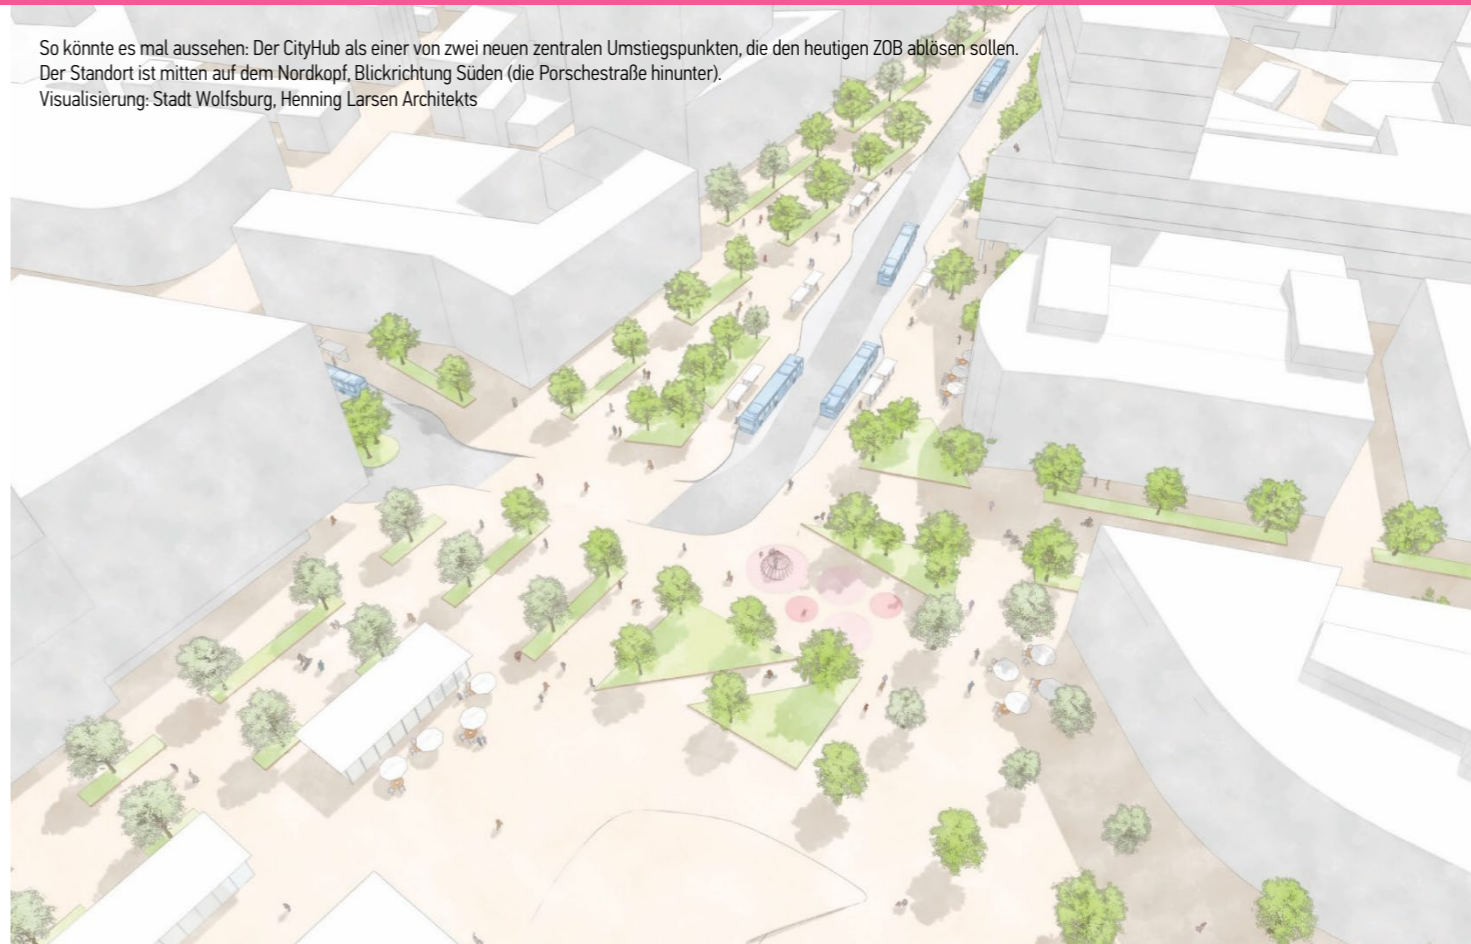 So könnte es mal aussehen: Der CityHub als einer von zwei neuen zentralen Umstiegspunkten, die den heutigen ZOB ablösen sollen.
Der Standort ist mitten auf dem Nordkopf, Blickrichtung Süden (die Porschestraße hinunter).
Visualisierung: Stadt Wolfsburg, Henning Larsen Architekts